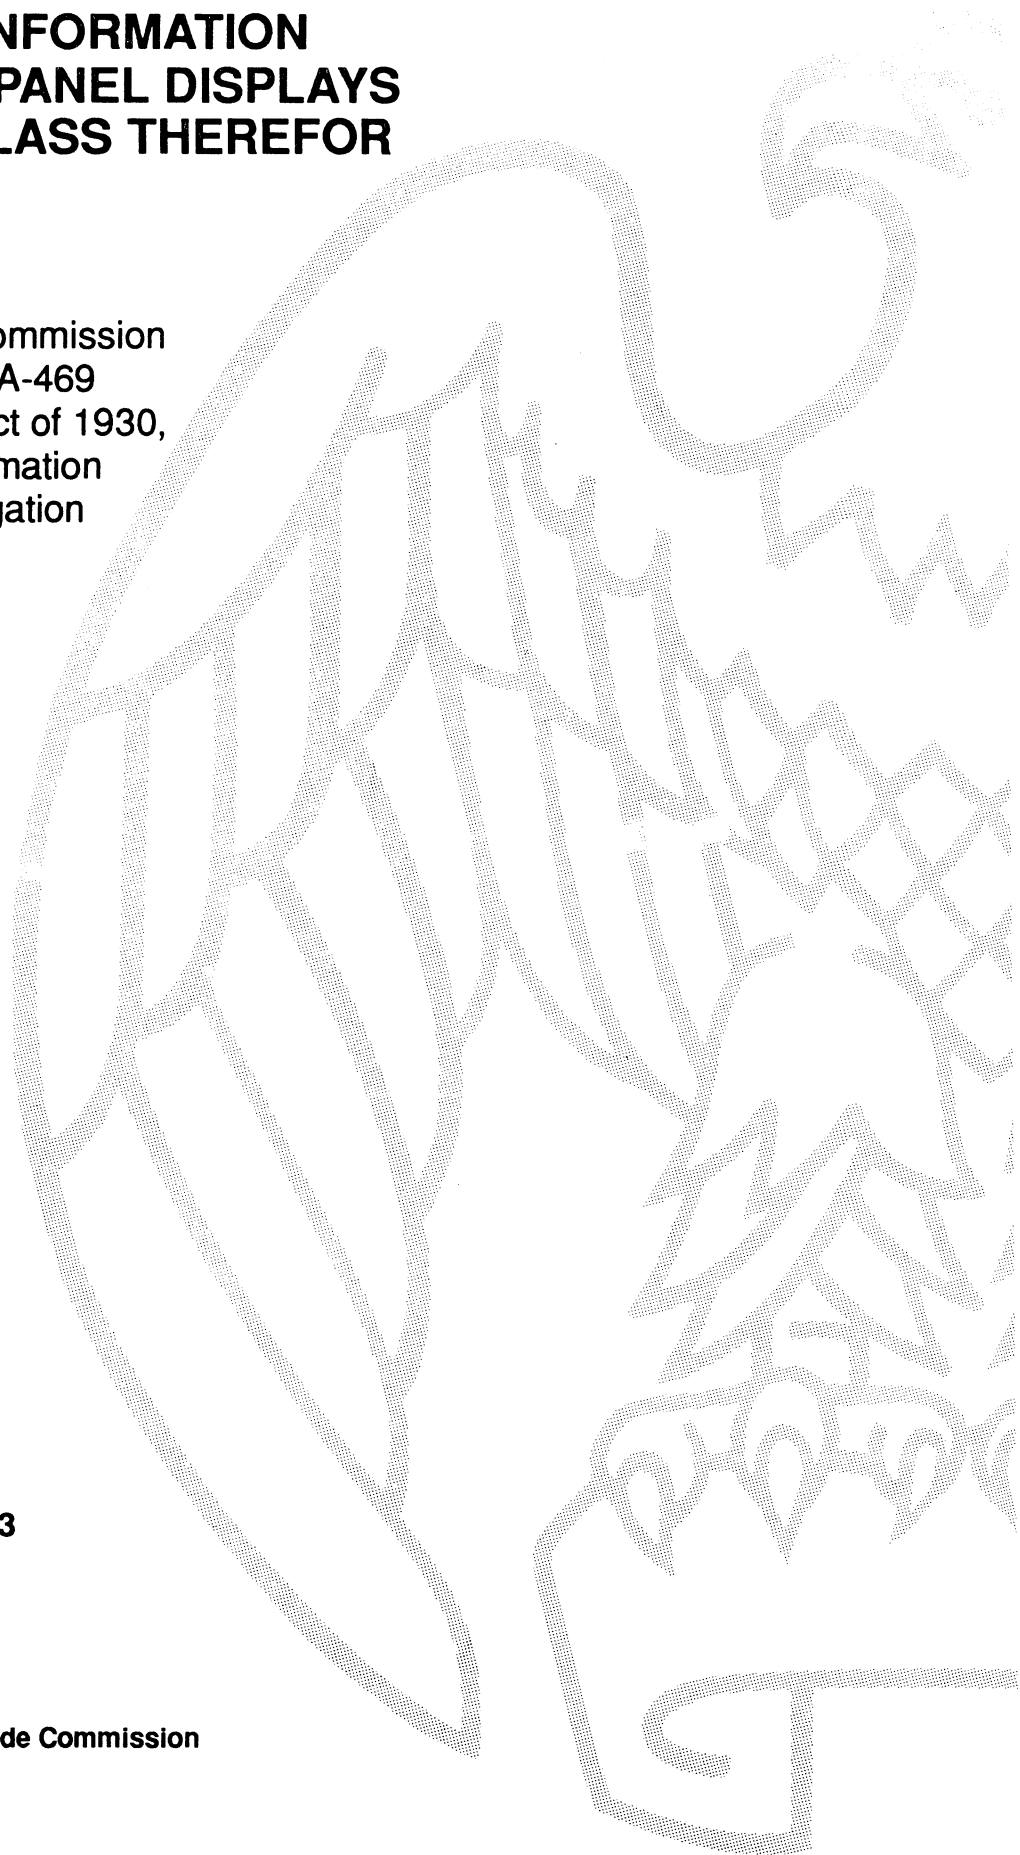 NFORMATION
PANEL DISPLAYS
LASS THEREFOR
ommission
A-469
ct of 1930,
mation
gation
3
de Commission